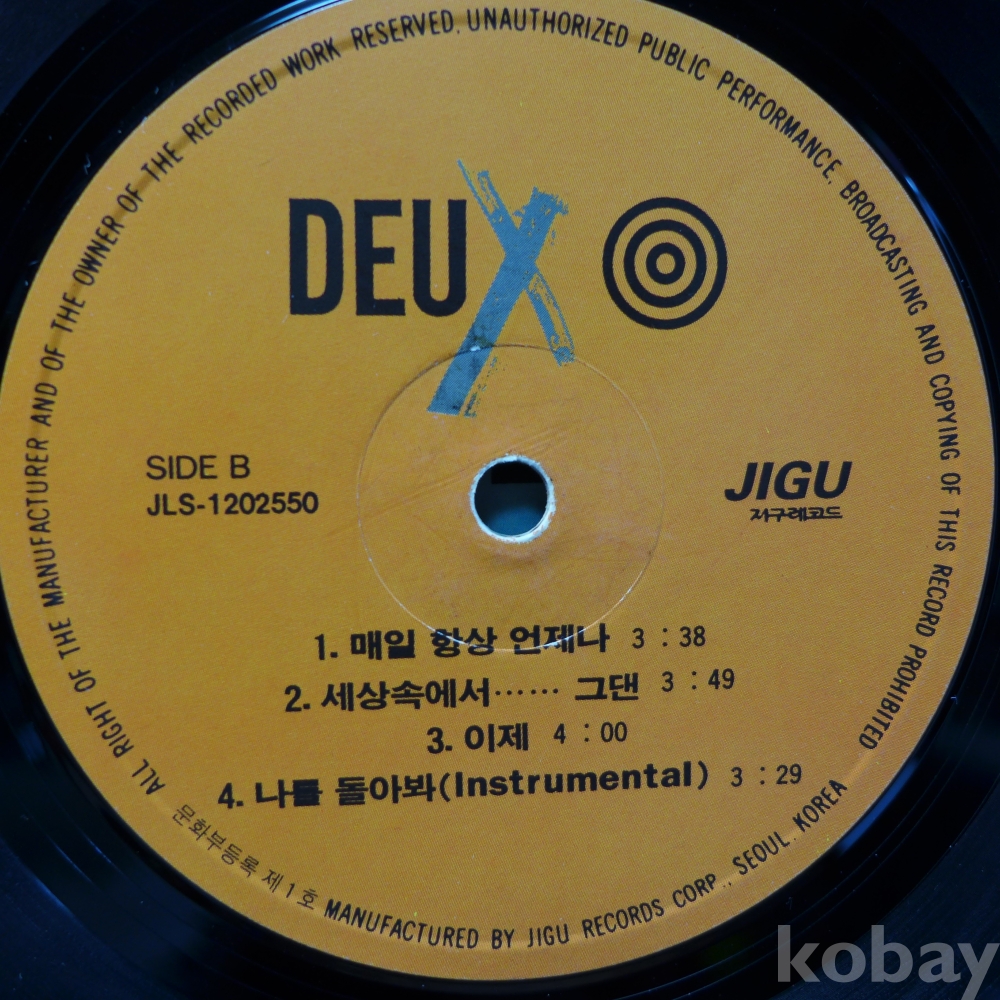 ALL RIGHT OF THE MANUFACTURER AND OF THE OWNER OF THE RECORDED WORK RESERVED. UNAUTHORIZED PUBLIC PERFORMANCE. BROADCASTING AND COPYING OF THIS RECORD PROHIBITED
DEUX
SIDE B
JLS-1202550
JIGU
지구레코드
1. 매일 항상 언제나 3 : 38
2. 세상속에서…… 그댄 3 : 49
3. 이제 4 : 00
4. 나를 돌아봐(Instrumental) 3 : 29
문화부등록 제1호 MANUFACTURED BY JIGU RECORDS CORP., SEOUL. KOREA
kobay